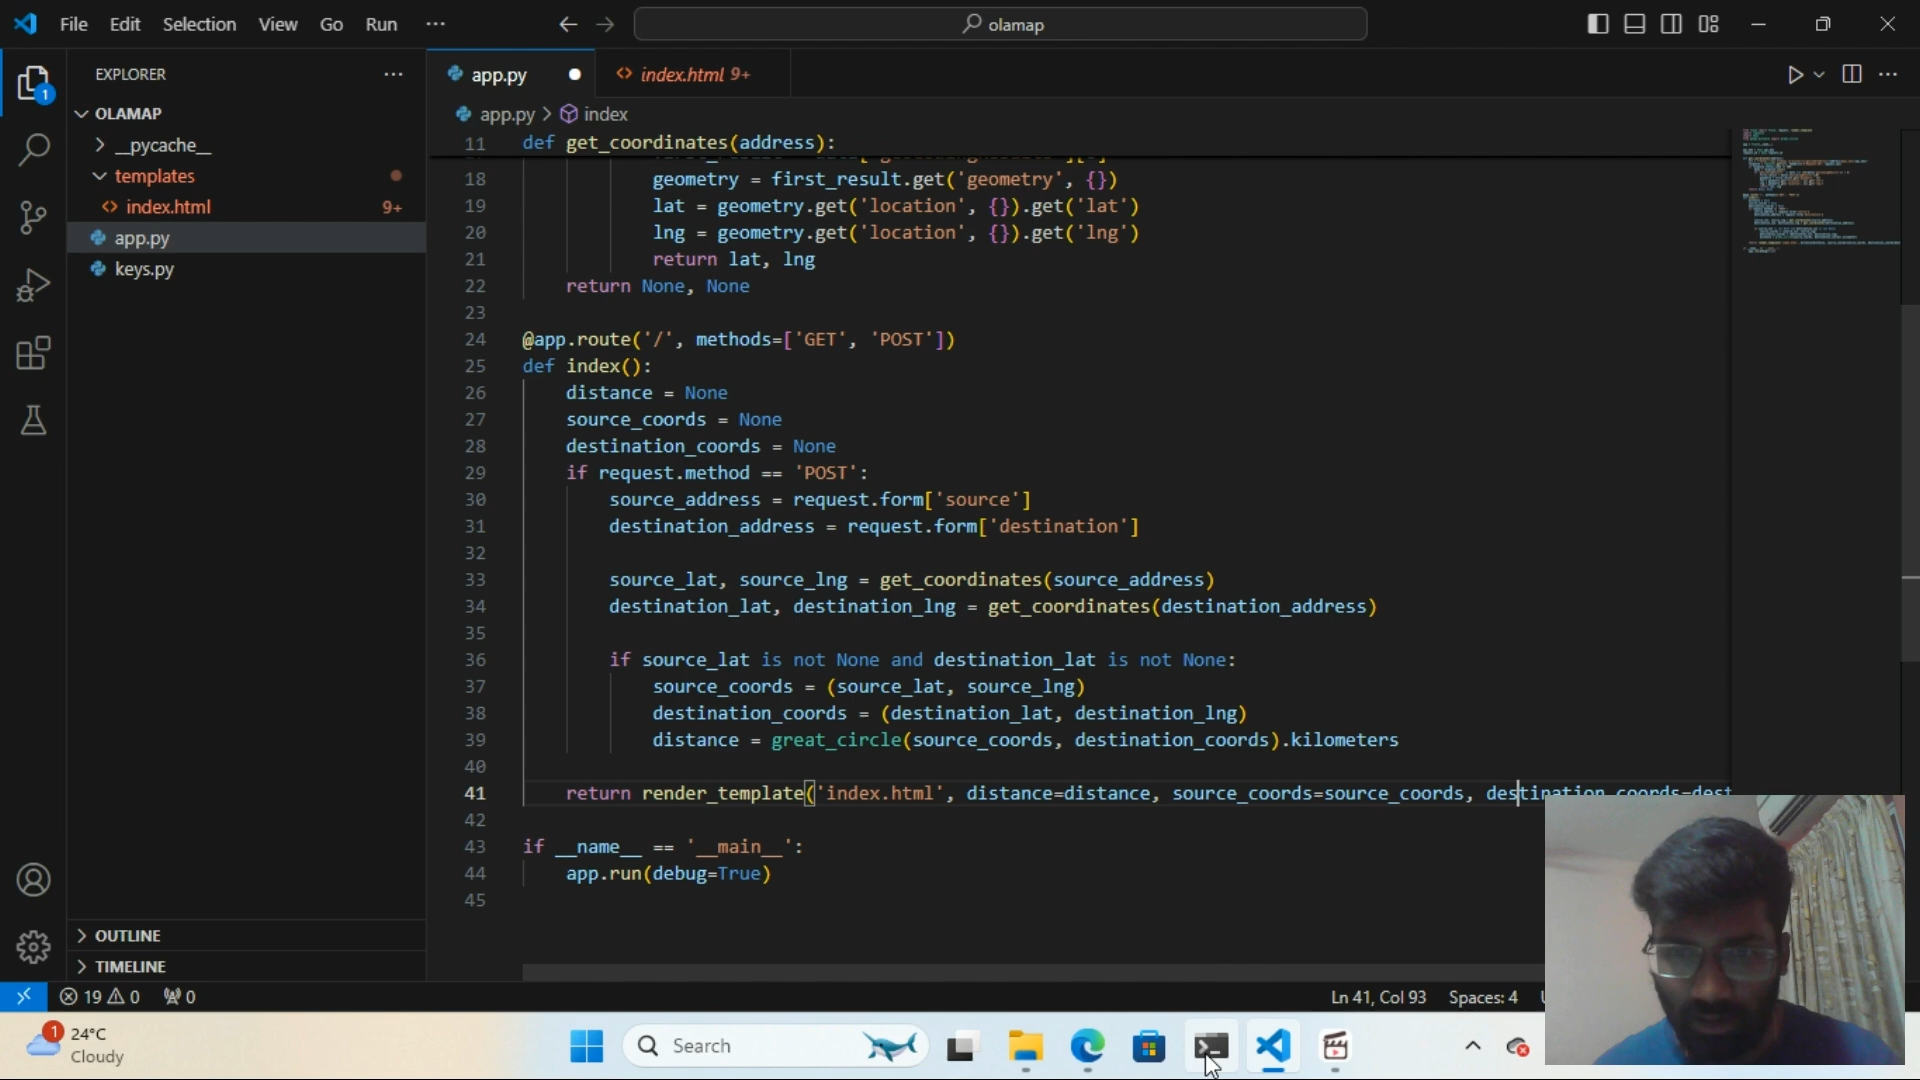 File Edit Selection View Go Run ···
olamap
EXPLORER
OLAMAP
__pycache__
templates
index.html 9+
app.py
keys.py
OUTLINE
TIMELINE
1
app.py
index.html 9+
app.py > index
11 def get_coordinates(address):
18 geometry = first_result.get('geometry', {})
19 lat = geometry.get('location', {}).get('lat')
20 lng = geometry.get('location', {}).get('lng')
21 return lat, lng
22 return None, None
23
24 @app.route('/', methods=['GET', 'POST'])
25 def index():
26 distance = None
27 source_coords = None
28 destination_coords = None
29 if request.method == 'POST':
30 source_address = request.form['source']
31 destination_address = request.form['destination']
32
33 source_lat, source_lng = get_coordinates(source_address)
34 destination_lat, destination_lng = get_coordinates(destination_address)
35
36 if source_lat is not None and destination_lat is not None:
37 source_coords = (source_lat, source_lng)
38 destination_coords = (destination_lat, destination_lng)
39 distance = great_circle(source_coords, destination_coords).kilometers
40
41 return render_template('index.html', distance=distance, source_coords=source_coords, destination_coords=dest
42
43 if __name__ == '__main__':
44 app.run(debug=True)
45
19 0 0
Ln 41, Col 93 Spaces: 4
1
24°C
Cloudy
Search